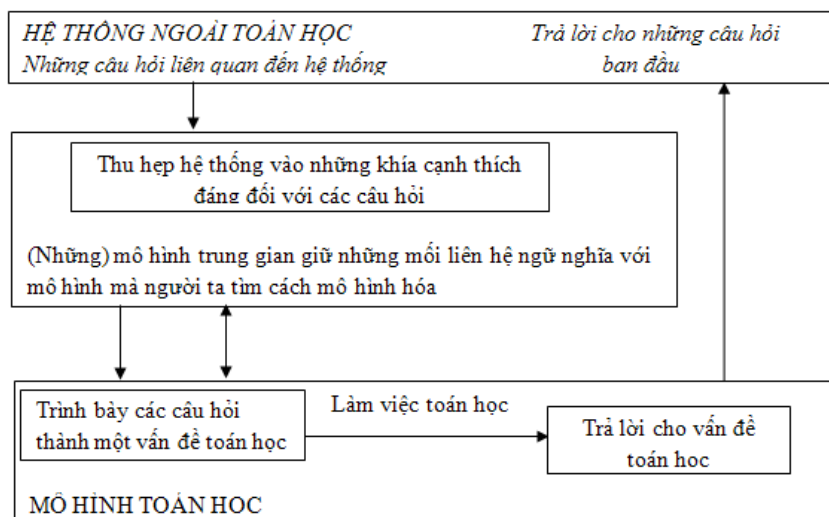 HỆ THỐNG NGOÀI TOÁN HỌC
Những câu hỏi liên quan đến hệ thống
Trả lời cho những câu hỏi
ban đầu
Thu hẹp hệ thống vào những khía cạnh thích
đáng đối với các câu hỏi
(Những) mô hình trung gian giữ những mối liên hệ ngữ nghĩa với
mô hình mà người ta tìm cách mô hình hóa
Trình bày các câu hỏi
thành một vấn đề toán học
Làm việc toán học
Trả lời cho vấn đề
toán học
MÔ HÌNH TOÁN HỌC